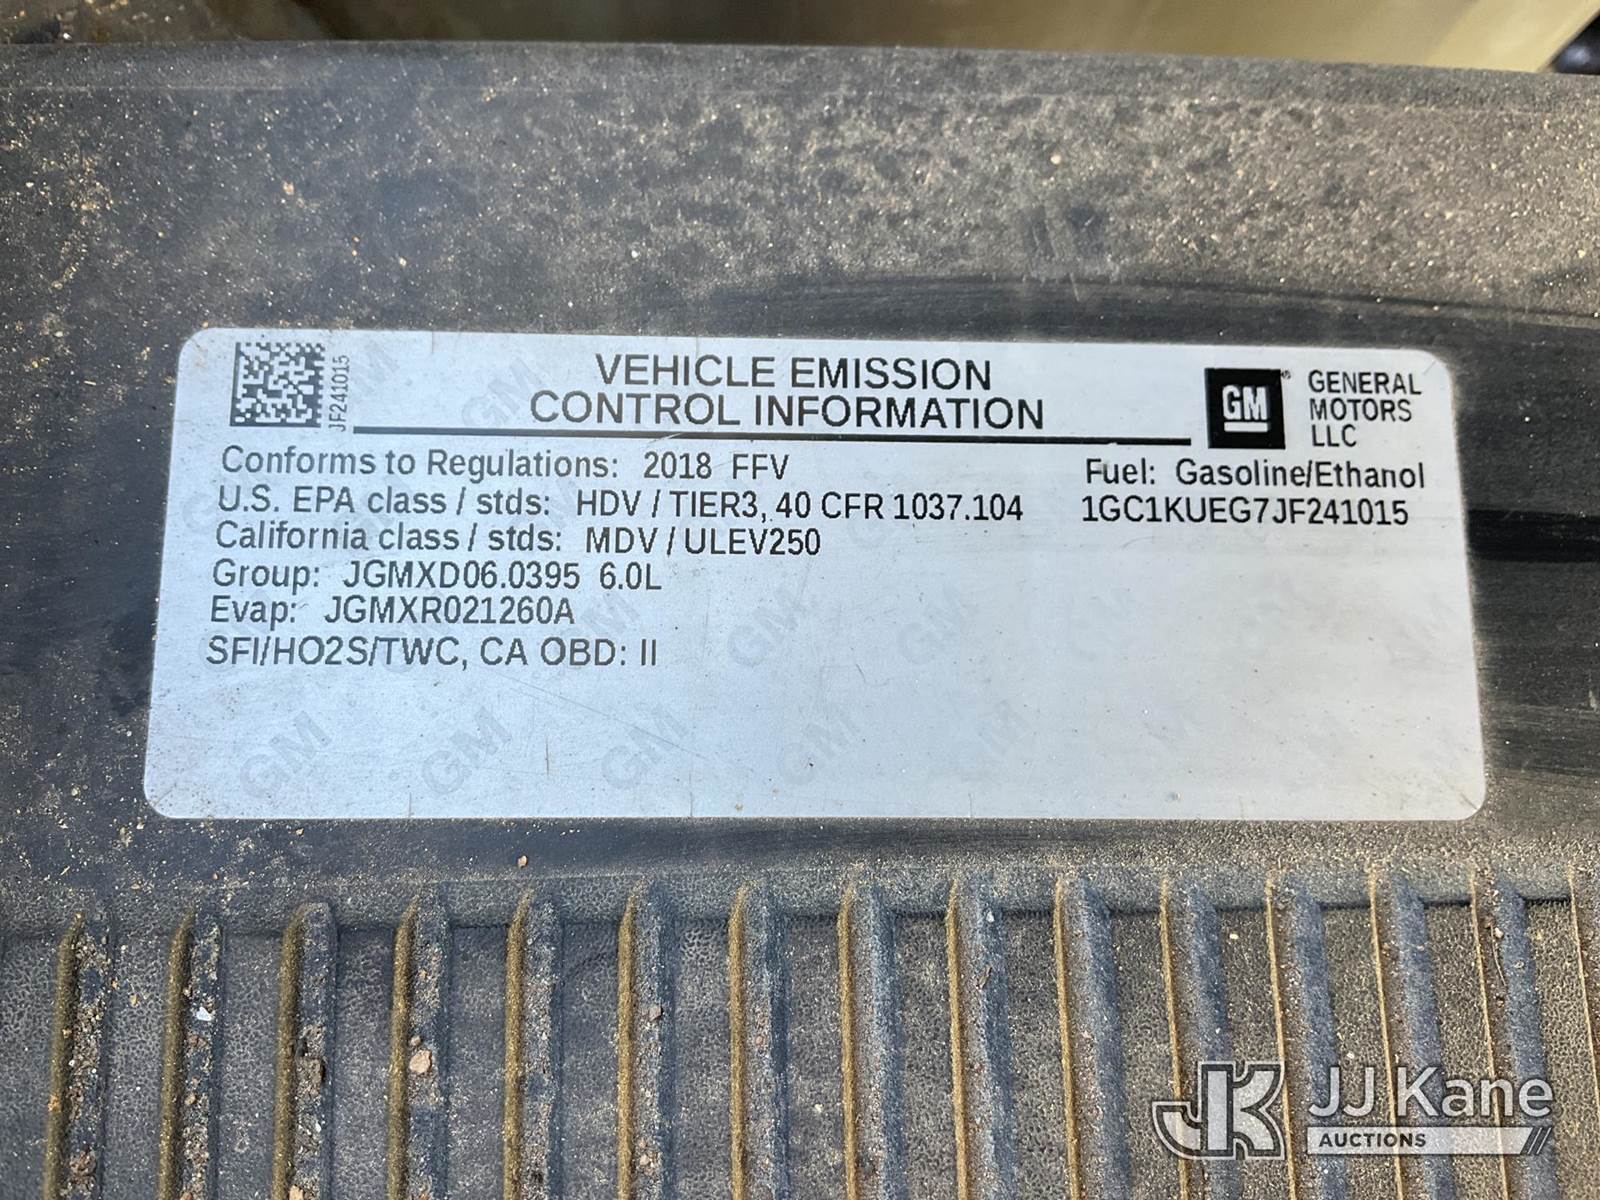 JF241015
VEHICLE EMISSION
CONTROL INFORMATION
GM
GENERAL
MOTORS
LLC
Conforms to Regulations: 2018 FFV
Fuel: Gasoline/Ethanol
U.S. EPA class / stds: HDV / TIER3, 40 CFR 1037.104
1GC1KUEG7JF241015
California class / stds: MDV / ULEV250
Group: JGMXD06.0395 6.0L
Evap: JGMXR021260A
SFI/HO2S/TWC, CA OBD: II
JK JJ Kane
AUCTIONS